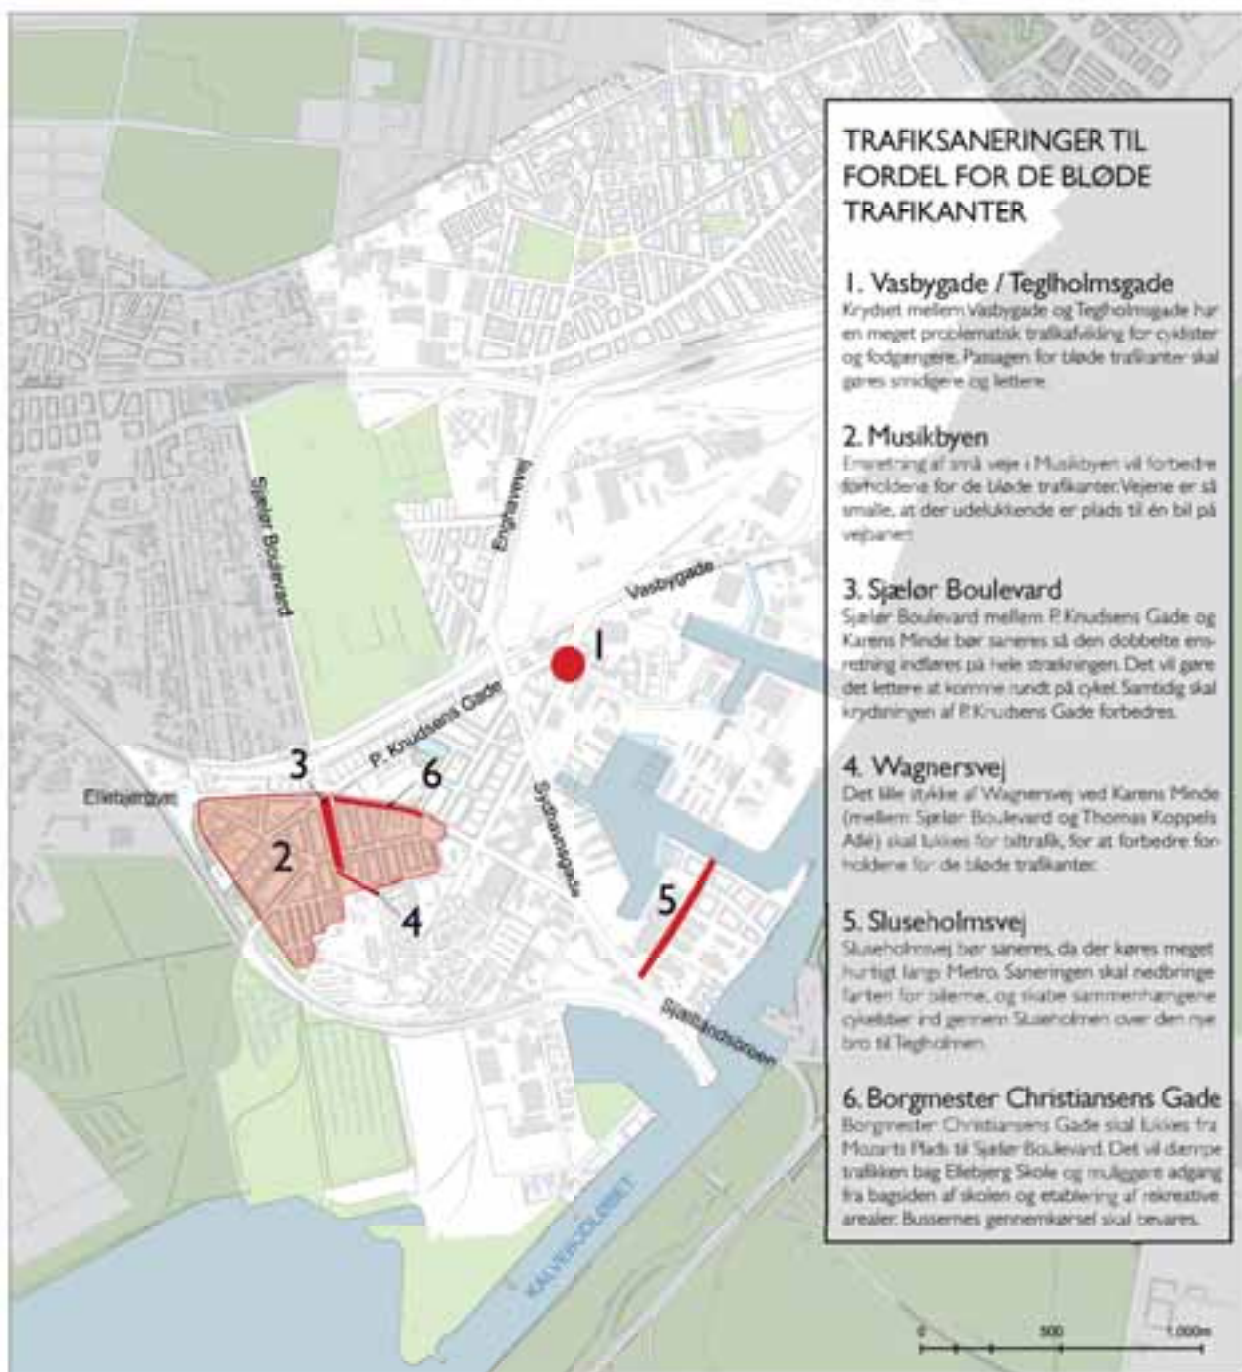 TRAFIKSANERINGER TIL
FORDEL FOR DE BLØDE
TRAFIKANTER
1. Vasbygade / Teglholmsgade
Krydset mellem Vasbygade og Teglholmsgade har
en meget problematisk trafikafvikling for cyklister
og fodgængere. Passagen for bløde trafikanter skal
gøres smidigere og lettere
2. Musikbyen
Ensretning af små veje i Musikbyen vil forbedre
forholdene for de bløde trafikanter. Vejene er så
smalle, at der udelukkende er plads til én bil på
vejbanen
3. Sjælør Boulevard
Sjælør Boulevard mellem P. Knudsens Gade og
Karens Minde bør saneres så den dobbelte ens-
retning indføres på hele strækningen. Det vil gøre
det lettere at komme rundt på cykel. Samtidig skal
krydsningen af P. Knudsens Gade forbedres.
4. Wagnersvej
Det lille stykke af Wagnersvej ved Karens Minde
(mellem Sjælør Boulevard og Thomas Koppels
Allé) skal lukkes for biltrafik, for at forbedre for-
holdene for de bløde trafikanter.
5. Sluseholmsvej
Sluseholmsvej bør saneres, da der køres meget
hurtigt langs Metro. Saneringen skal nedbringe
farten for bilerne, og skabe sammenhængene
cykelstier ind gennem Sluseholmen over den nye
bro til Teglholmen.
6. Borgmester Christiansens Gade
Borgmester Christiansens Gade skal lukkes fra
Mozarts Plads til Sjælør Boulevard. Det vil dæmpe
trafikken bag Ellebjerg Skole og muliggøre adgang
fra bagsiden af skolen og etablering af rekreative
arealer. Bussernes gennemkørsel skal bevares.
Sjælør Boulevard
Enghavevej
Vasbygade
1
P. Knudsens Gade
3
6
Ellebjergvej
Sydhavnsgade
2
4
5
Sjællandsbroen
KALVEBODLØBET
0 500 1.000m